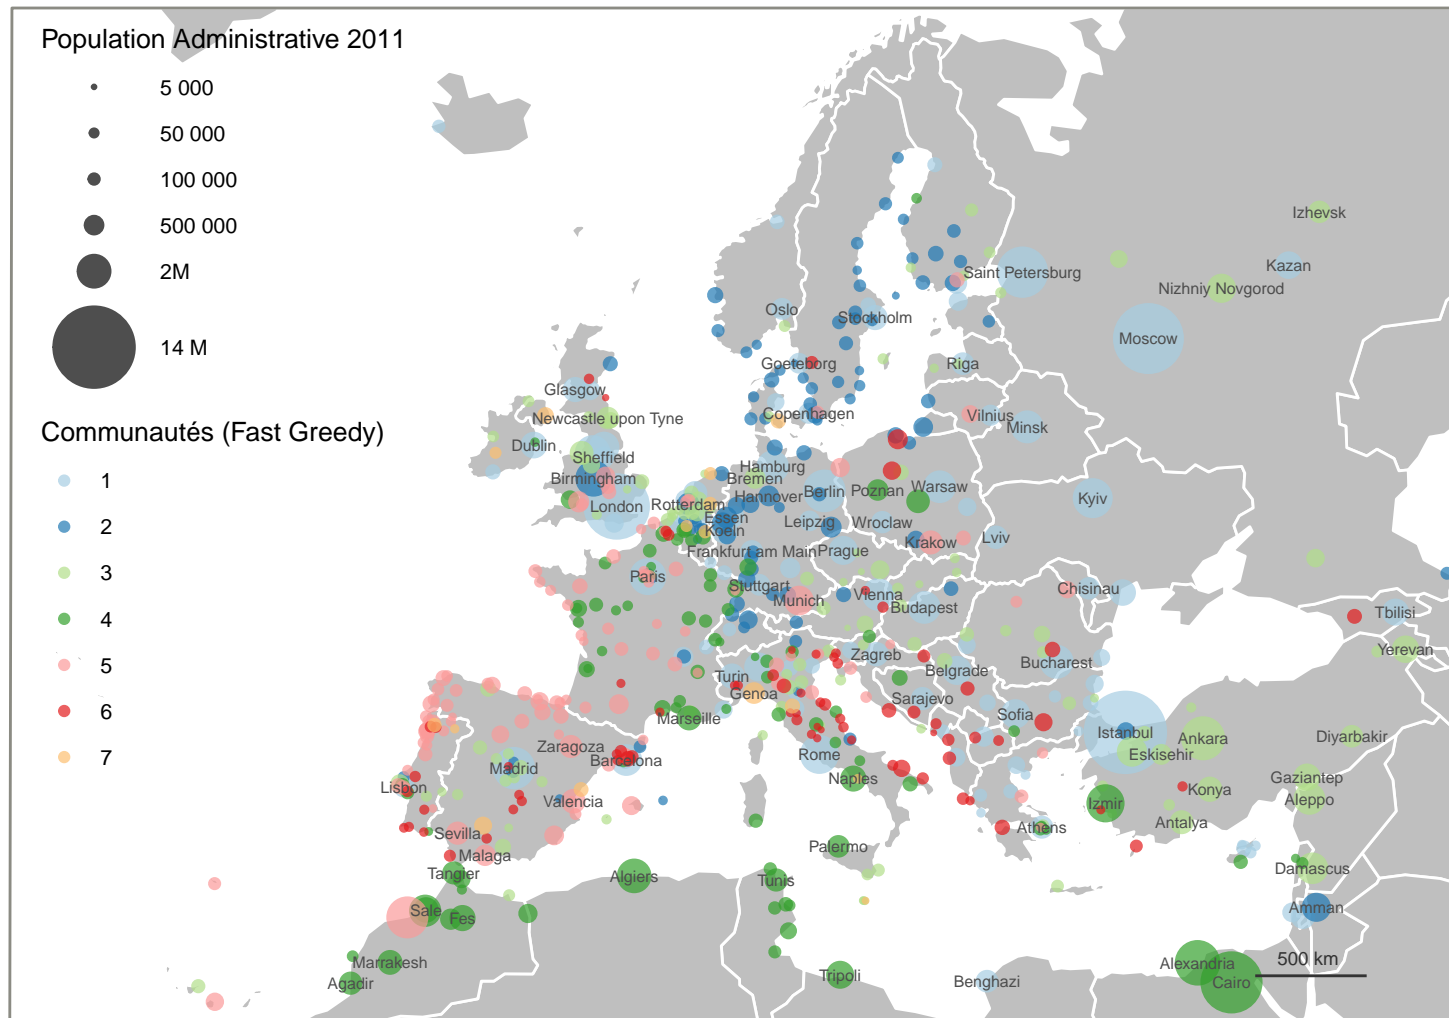 Population Administrative 2011
5 000
50 000
100 000
500 000
2M
14 M
Communautés (Fast Greedy)
1
2
3
4
5
6
7
Izhevsk
Kazan
Saint Petersburg
Nizhniy Novgorod
Oslo
Stockholm
Moscow
Goeteborg
Riga
Glasgow
Copenhagen
Vilnius
Newcastle upon Tyne
Minsk
Dublin
Sheffield
Hamburg
Birmingham
Bremen
Berlin
Poznan
Warsaw
Hannover
Kyiv
London
Rotterdam
Essen
Leipzig
Wroclaw
Koeln
Krakow
Lviv
Frankfurt am Main
Prague
Paris
Stuttgart
Munich
Vienna
Budapest
Chisinau
Tbilisi
Zagreb
Yerevan
Turin
Belgrade
Bucharest
Genoa
Sarajevo
Marseille
Sofia
Istanbul
Ankara
Diyarbakir
Zaragoza
Barcelona
Rome
Eskisehir
Madrid
Naples
Gaziantep
Lisbon
Valencia
Izmir
Konya
Aleppo
Sevilla
Athens
Antalya
Malaga
Palermo
Tangier
Algiers
Tunis
Damascus
Sale
Fes
Amman
Marrakesh
Alexandria
500 km
Agadir
Tripoli
Benghazi
Cairo